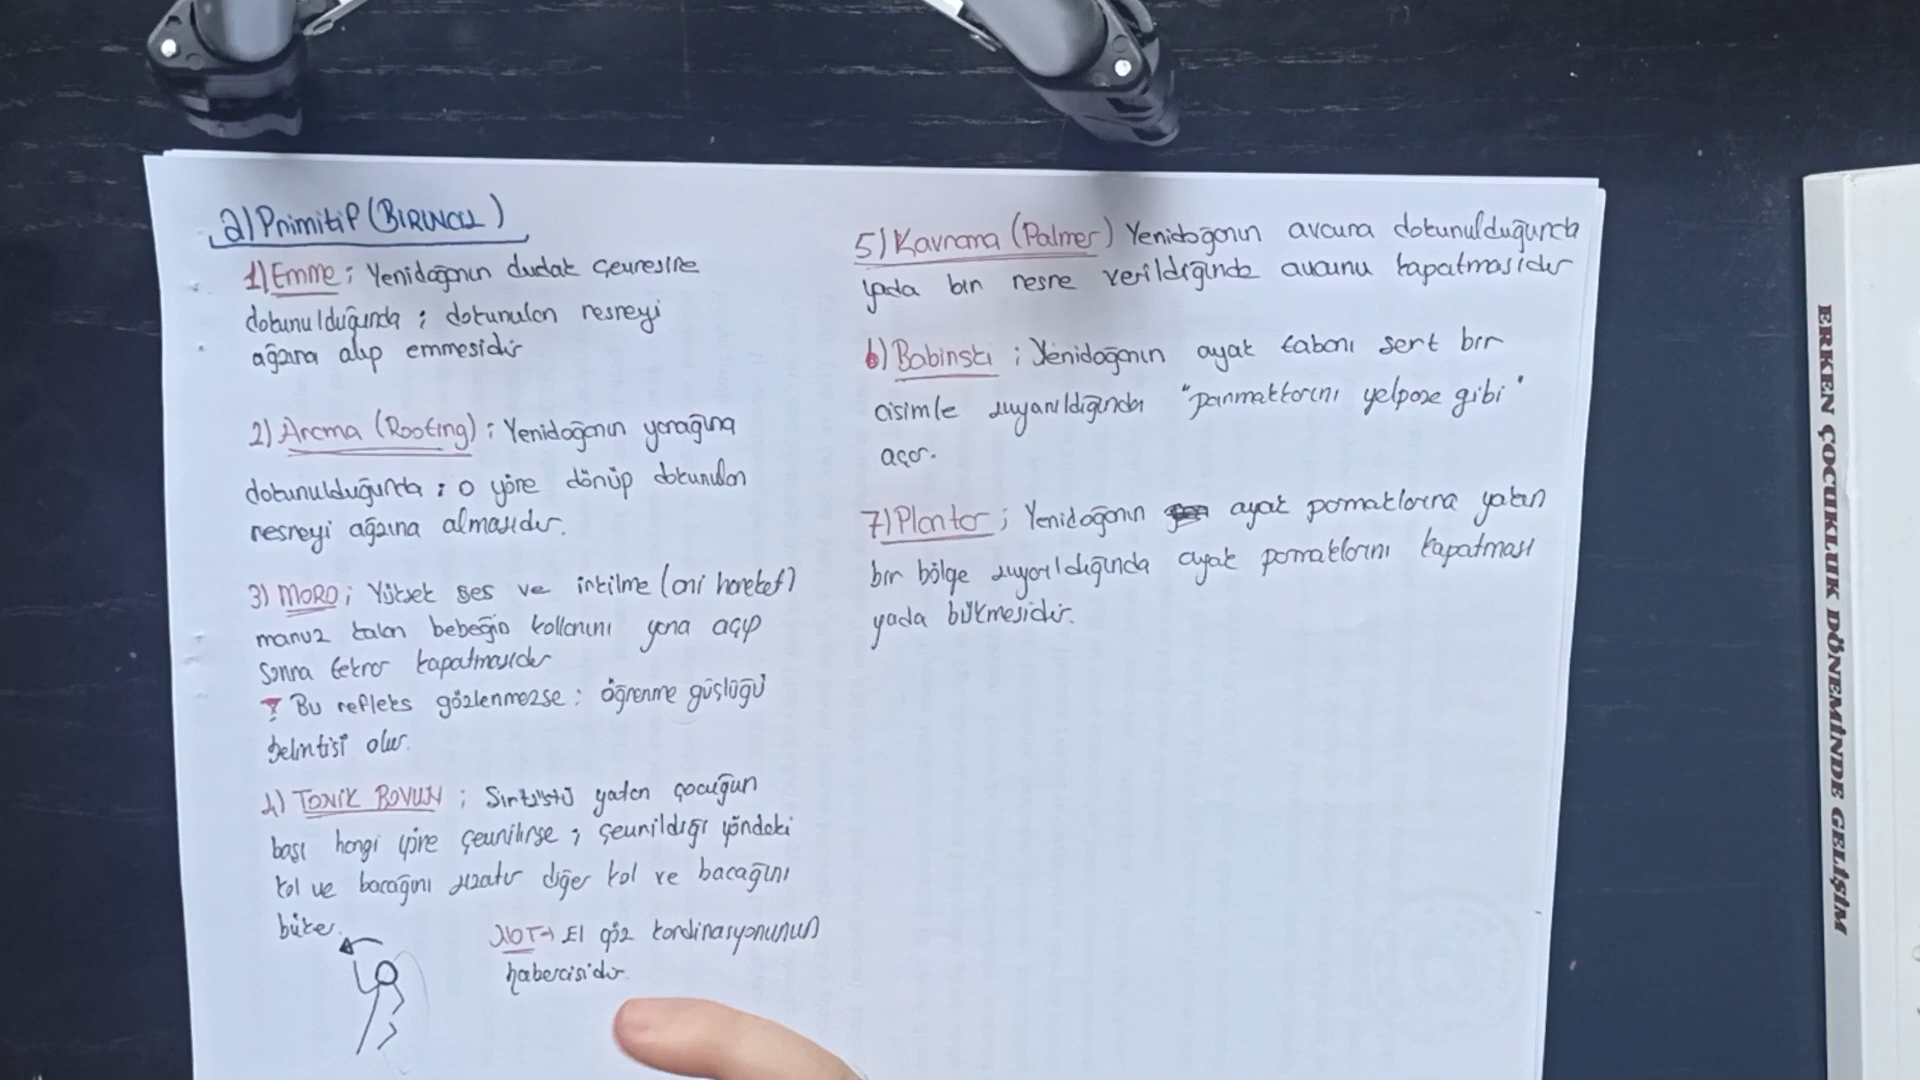 a) Primitif (BİRİNCİL)
1) Emme ; Yenidoğanın dudak çevresine
dokunulduğunda ; dokunulan nesneyi
ağzına alıp emmesidir
2) Arama (Rooting) ; Yenidoğanın yanağına
dokunulduğunda ; o yöne dönüp dokunulan
nesneyi ağzına almasıdır.
3) MORO ; Yüksek ses ve irkilme (ani hareket)
maruz kalan bebeğin kollarını yana açıp
sonra tekrar kapatmasıdır
! Bu refleks gözlenmezse : öğrenme güçlüğü
belirtisi olur.
4) TONİK BOYUN ; Sırtüstü yatan çocuğun
başı hangi yöne çevrilirse ; çevrildiği yöndeki
kol ve bacağını uzatır diğer kol ve bacağını
büker.
NOT→ El göz kordinasyonunun
habercisidir.
5) Kavrama (Palmer) Yenidoğanın avcuna dokunulduğunda
yada bir nesne verildiğinde avcunu kapatmasıdır
6) Babinski ; Yenidoğanın ayak tabanı sert bir
cisimle uyarıldığında "parmaklarını yelpaze gibi"
açar.
7) Plantar ; Yenidoğanın ayak parmaklarına yakın
bir bölge uyarıldığında ayak parmaklarını kapatması
yada bükmesidir.
ERKEN ÇOCUKLUK DÖNEMİNDE GELİŞİM